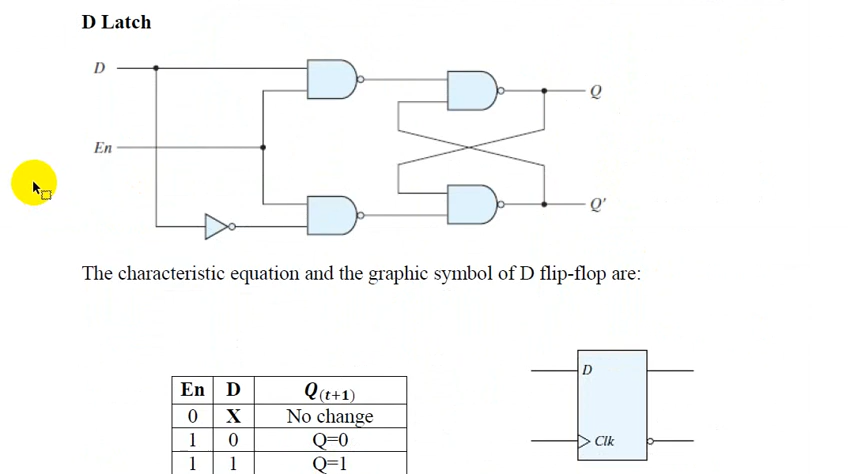 D Latch
D
Q
En
Q'
The characteristic equation and the graphic symbol of D flip-flop are:
D
En D Q(t+1)
0 X No change
1 0 Q=0
Clk
1 1 Q=1